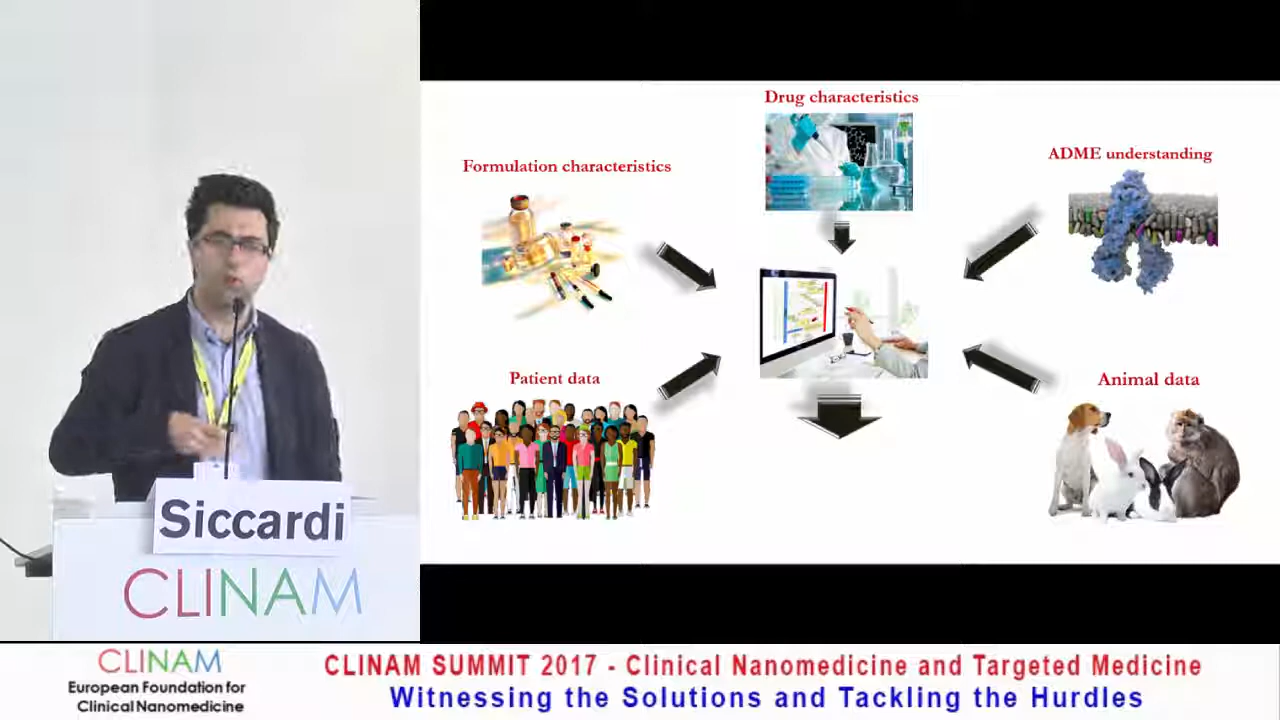 Drug characteristics
Formulation characteristics
ADME understanding
Patient data
Animal data
Siccardi
CLINAM
CLINAM
European Foundation for
Clinical Nanomedicine
CLINAM SUMMIT 2017 - Clinical Nanomedicine and Targeted Medicine
Witnessing the Solutions and Tackling the Hurdles